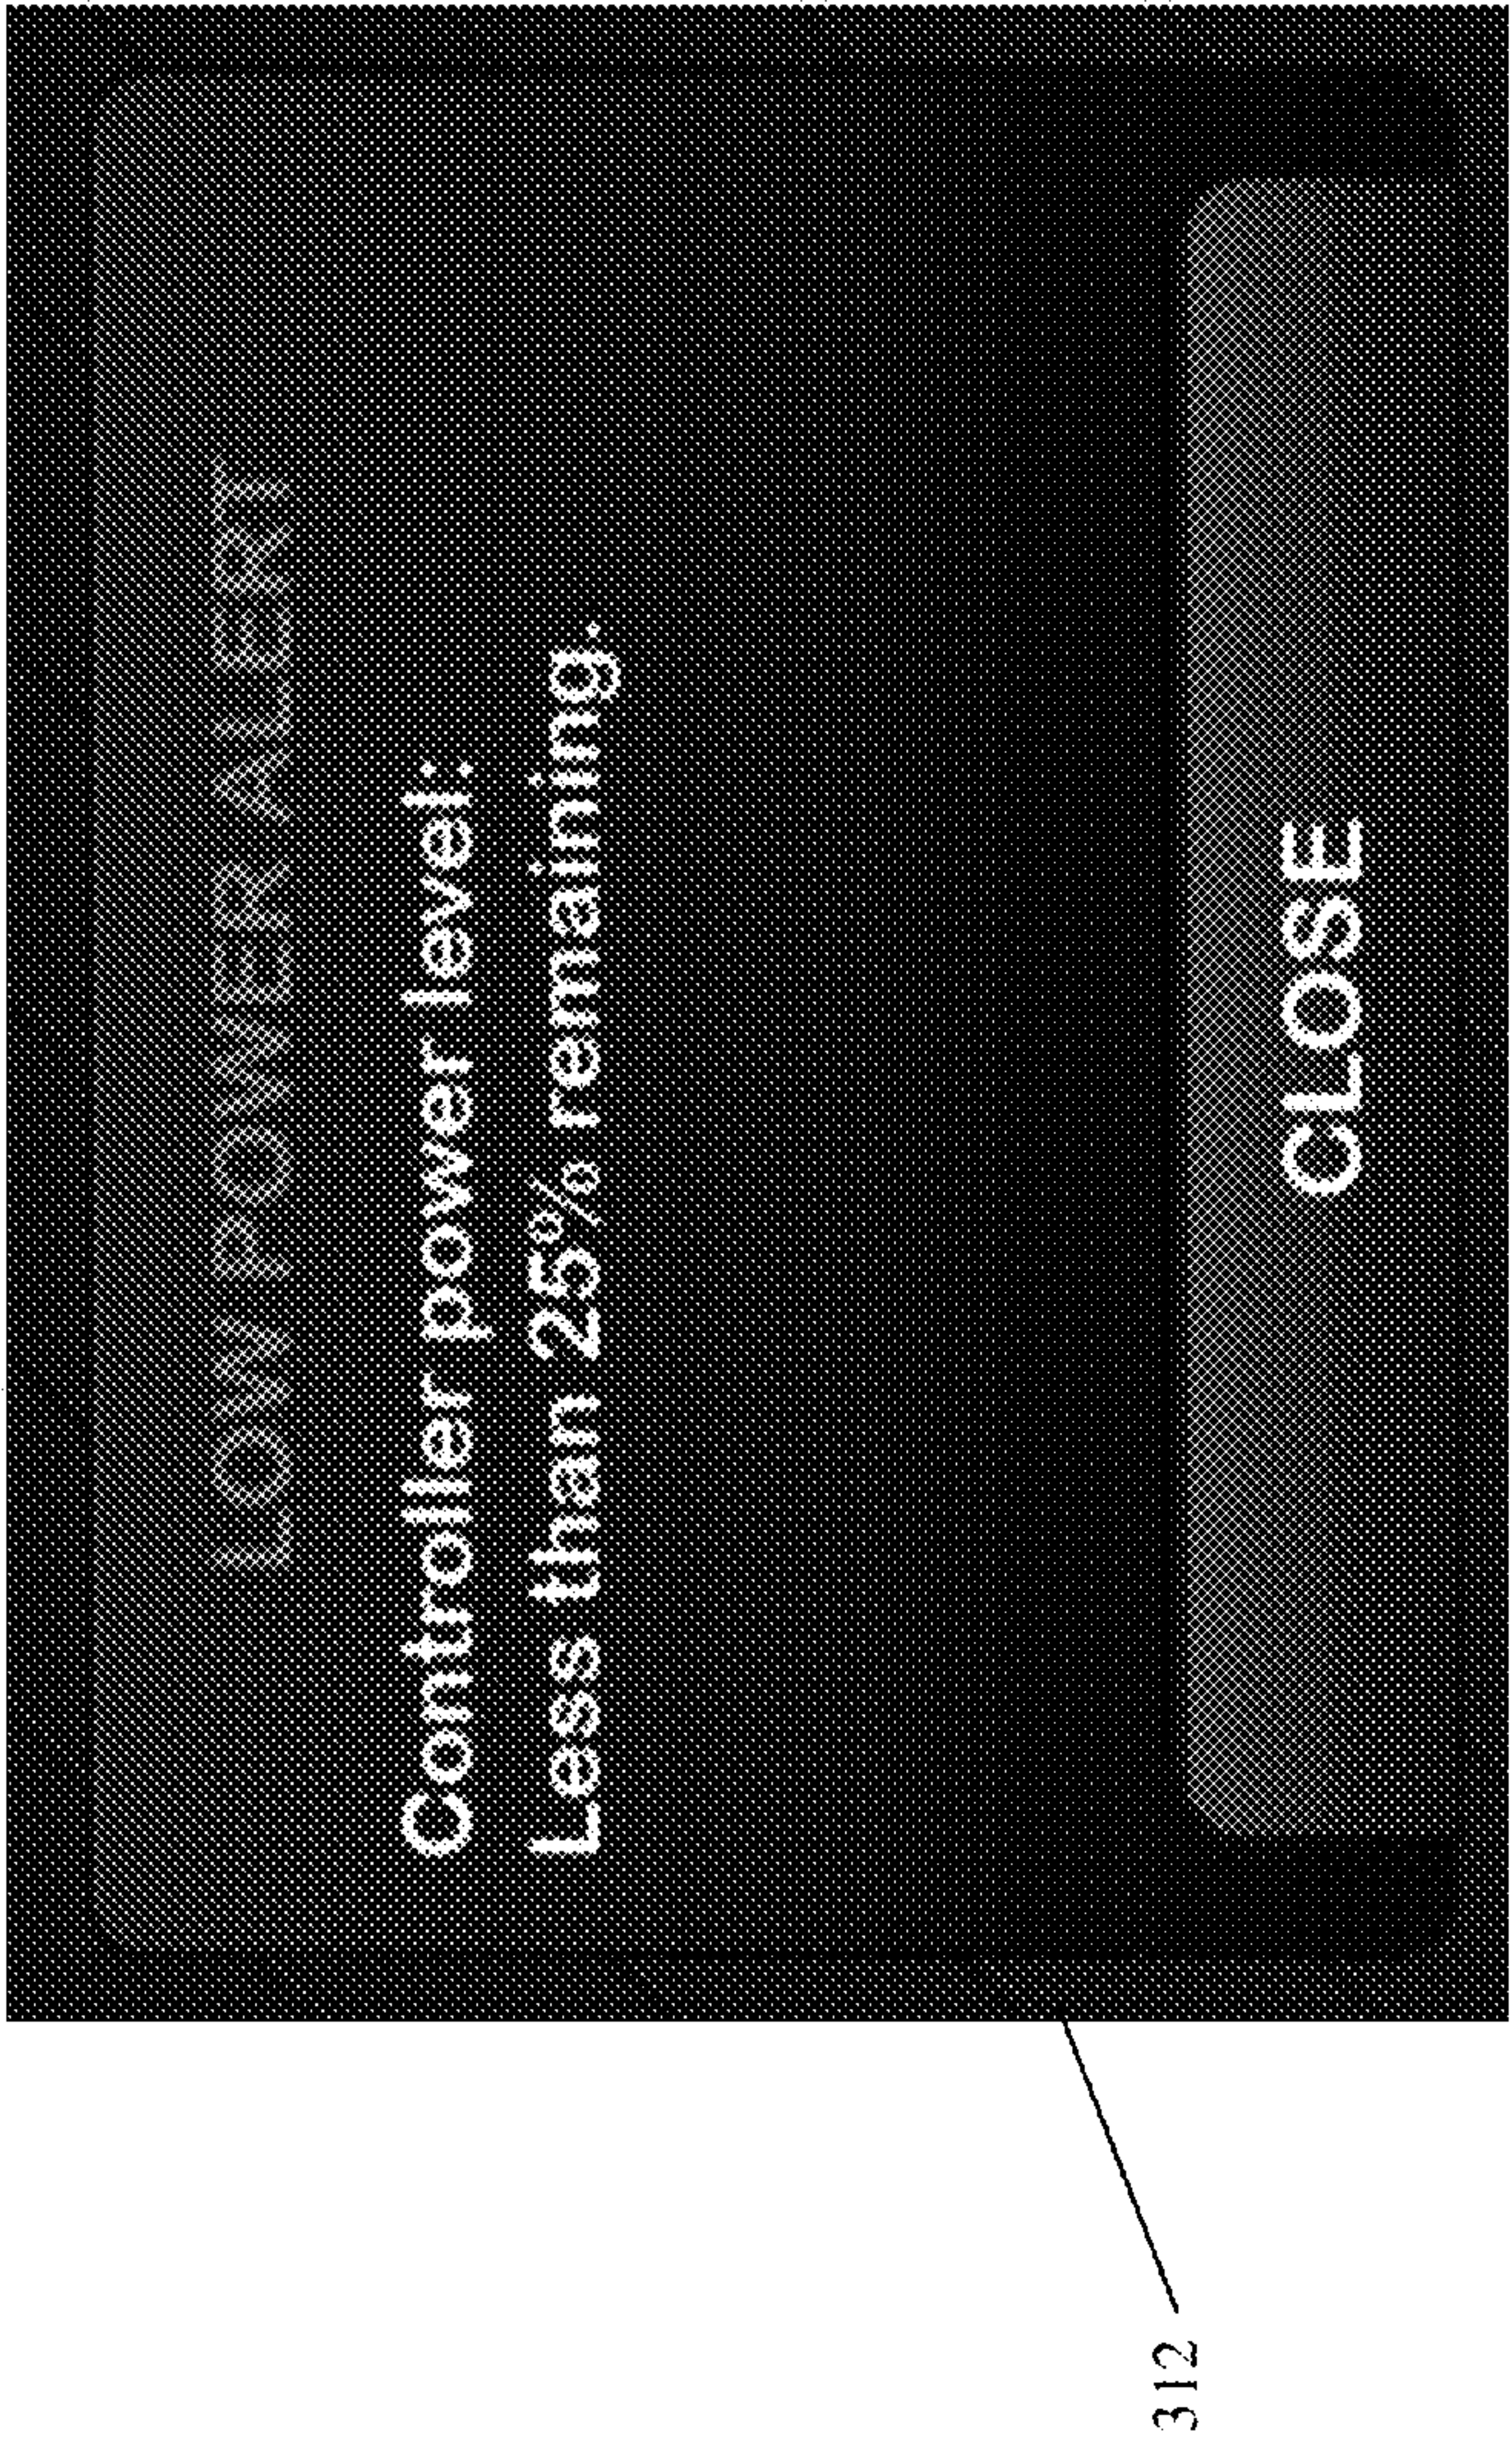 LOW POWER ALERT
Controller power level:
Less than 25% remaining.
CLOSE
312